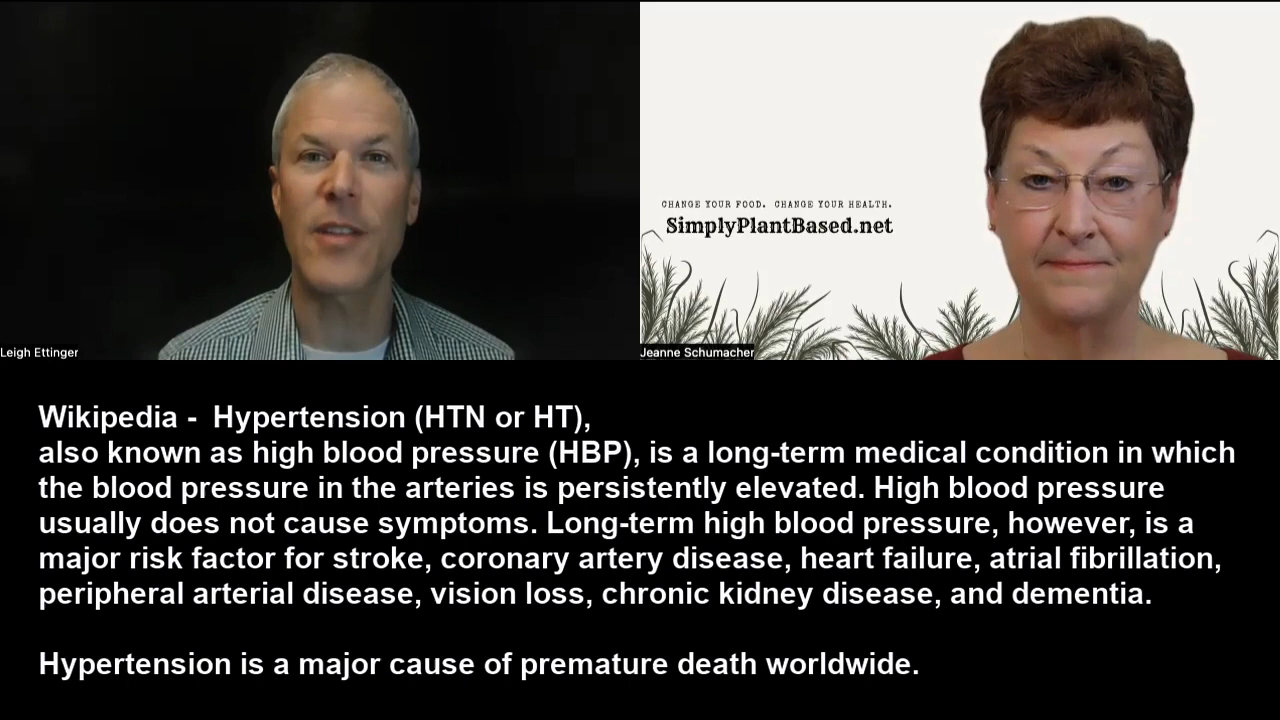 CHANGE YOUR FOOD. CHANGE YOUR HEALTH.
SimplyPlantBased.net
Leigh Ettinger
Jeanne Schumacher
Wikipedia - Hypertension (HTN or HT),
also known as high blood pressure (HBP), is a long-term medical condition in which
the blood pressure in the arteries is persistently elevated. High blood pressure
usually does not cause symptoms. Long-term high blood pressure, however, is a
major risk factor for stroke, coronary artery disease, heart failure, atrial fibrillation,
peripheral arterial disease, vision loss, chronic kidney disease, and dementia.
Hypertension is a major cause of premature death worldwide.